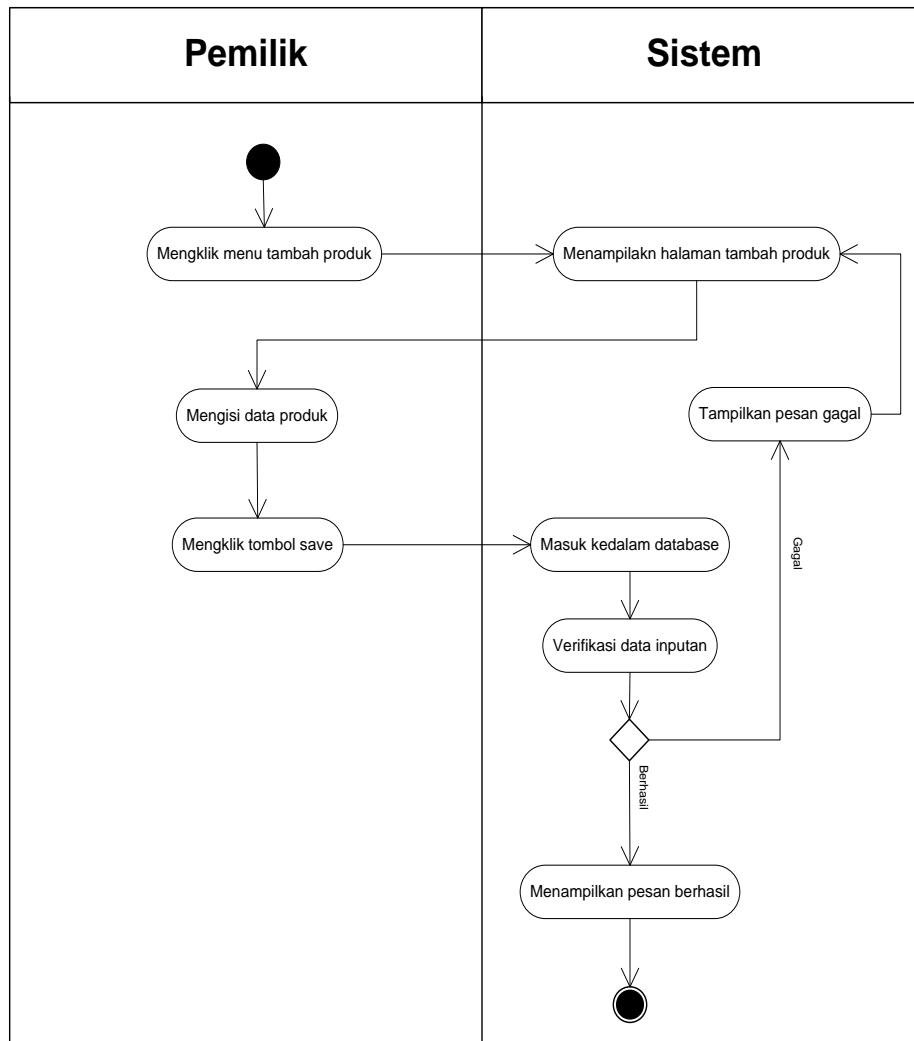 Pemilik
Sistem
Mengklik menu tambah produk
Menampilakn halaman tambah produk
Mengisi data produk
Tampilkan pesan gagal
Mengklik tombol save
Masuk kedalam database
Gagal
Verifikasi data inputan
Berhasil
Menampilkan pesan berhasil